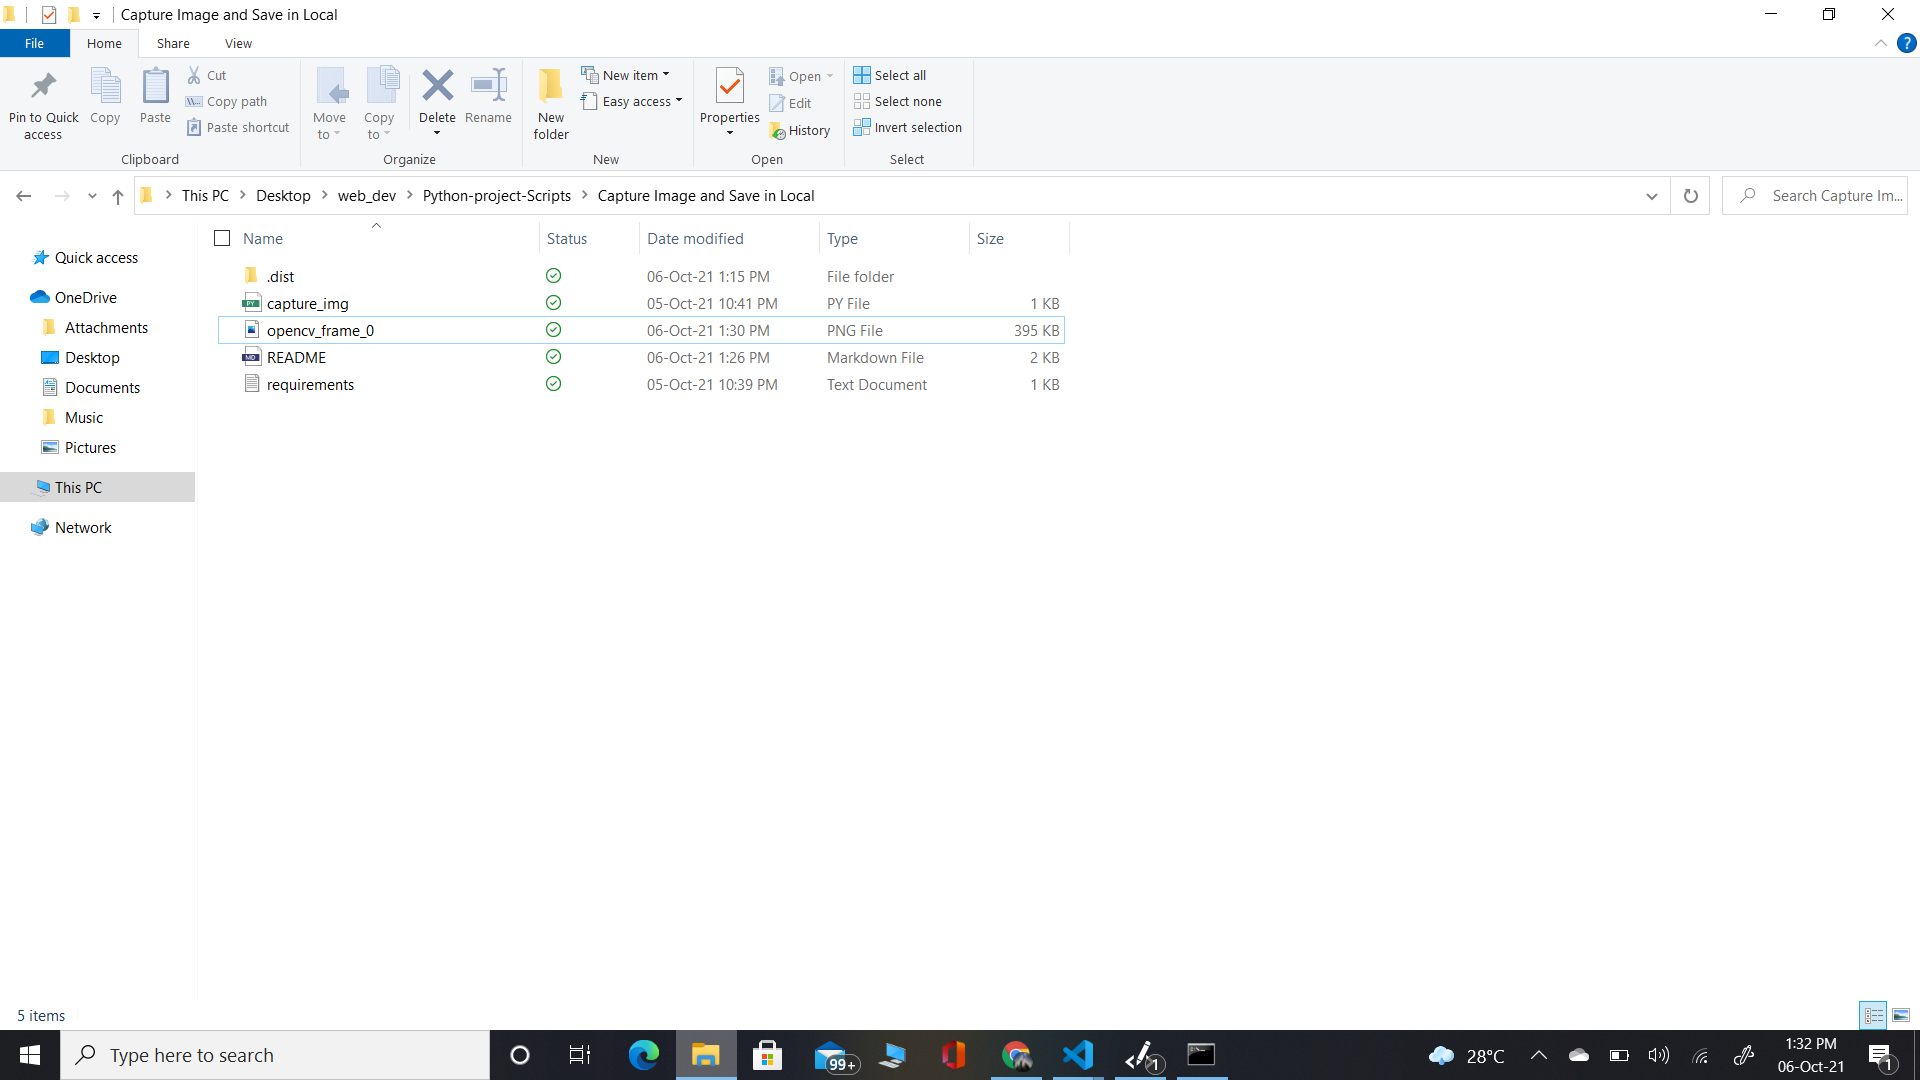 Capture Image and Save in Local
File Home Share View
Pin to Quick access
Copy
Paste
Cut
Copy path
Paste shortcut
Clipboard
Move to
Copy to
Delete
Rename
Organize
New folder
New item
Easy access
New
Properties
Open
Edit
History
Open
Select all
Select none
Invert selection
Select
This PC Desktop web_dev Python-project-Scripts Capture Image and Save in Local
Search Capture Im...
Quick access
OneDrive
Attachments
Desktop
Documents
Music
Pictures
This PC
Network
Name Status Date modified Type Size
.dist 06-Oct-21 1:15 PM File folder
PY capture_img 05-Oct-21 10:41 PM PY File 1 KB
opencv_frame_0 06-Oct-21 1:30 PM PNG File 395 KB
MD README 06-Oct-21 1:26 PM Markdown File 2 KB
requirements 05-Oct-21 10:39 PM Text Document 1 KB
5 items
Type here to search
99+
1
28°C
1:32 PM
06-Oct-21
1